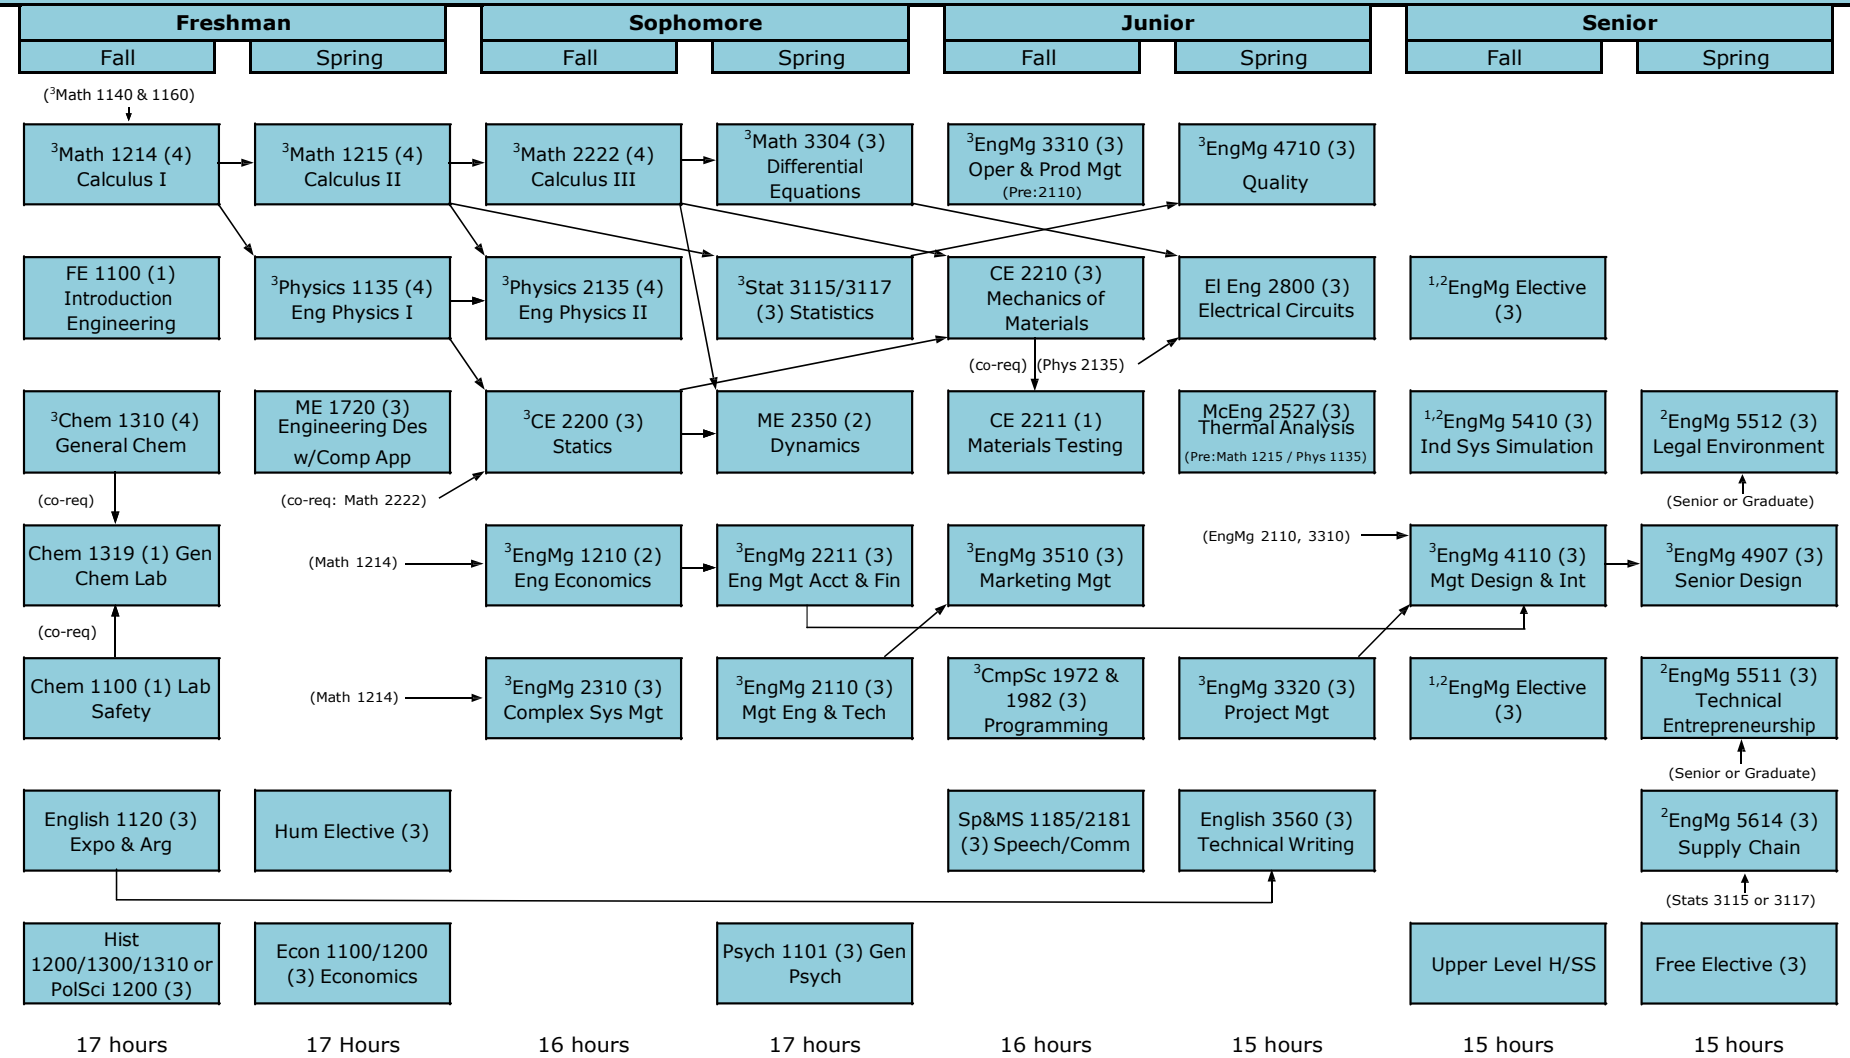 Freshman
Sophomore
Junior
Senior
Fall
Spring
Fall
Spring
Fall
Spring
Fall
Spring
(³Math 1140 & 1160)
³Math 1214 (4)
Calculus I
³Math 1215 (4)
Calculus II
³Math 2222 (4)
Calculus III
³Math 3304 (3)
Differential
Equations
³EngMg 3310 (3)
Oper & Prod Mgt
(Pre:2110)
³EngMg 4710 (3)
Quality
FE 1100 (1)
Introduction
Engineering
³Physics 1135 (4)
Eng Physics I
³Physics 2135 (4)
Eng Physics II
³Stat 3115/3117
(3) Statistics
CE 2210 (3)
Mechanics of
Materials
El Eng 2800 (3)
Electrical Circuits
¹,²EngMg Elective
(3)
(co-req)
(Phys 2135)
³Chem 1310 (4)
General Chem
ME 1720 (3)
Engineering Des
w/Comp App
³CE 2200 (3)
Statics
ME 2350 (2)
Dynamics
CE 2211 (1)
Materials Testing
McEng 2527 (3)
Thermal Analysis
(Pre:Math 1215 / Phys 1135)
¹,²EngMg 5410 (3)
Ind Sys Simulation
²EngMg 5512 (3)
Legal Environment
(co-req)
(co-req: Math 2222)
(Senior or Graduate)
Chem 1319 (1) Gen
Chem Lab
(Math 1214)
³EngMg 1210 (2)
Eng Economics
³EngMg 2211 (3)
Eng Mgt Acct & Fin
³EngMg 3510 (3)
Marketing Mgt
(EngMg 2110, 3310)
³EngMg 4110 (3)
Mgt Design & Int
³EngMg 4907 (3)
Senior Design
(co-req)
Chem 1100 (1) Lab
Safety
(Math 1214)
³EngMg 2310 (3)
Complex Sys Mgt
³EngMg 2110 (3)
Mgt Eng & Tech
³CmpSc 1972 &
1982 (3)
Programming
³EngMg 3320 (3)
Project Mgt
¹,²EngMg Elective
(3)
²EngMg 5511 (3)
Technical
Entrepreneurship
(Senior or Graduate)
English 1120 (3)
Expo & Arg
Hum Elective (3)
Sp&MS 1185/2181
(3) Speech/Comm
English 3560 (3)
Technical Writing
²EngMg 5614 (3)
Supply Chain
(Stats 3115 or 3117)
Hist
1200/1300/1310 or
PolSci 1200 (3)
Econ 1100/1200
(3) Economics
Psych 1101 (3) Gen
Psych
Upper Level H/SS
Free Elective (3)
17 hours
17 Hours
16 hours
17 hours
16 hours
15 hours
15 hours
15 hours